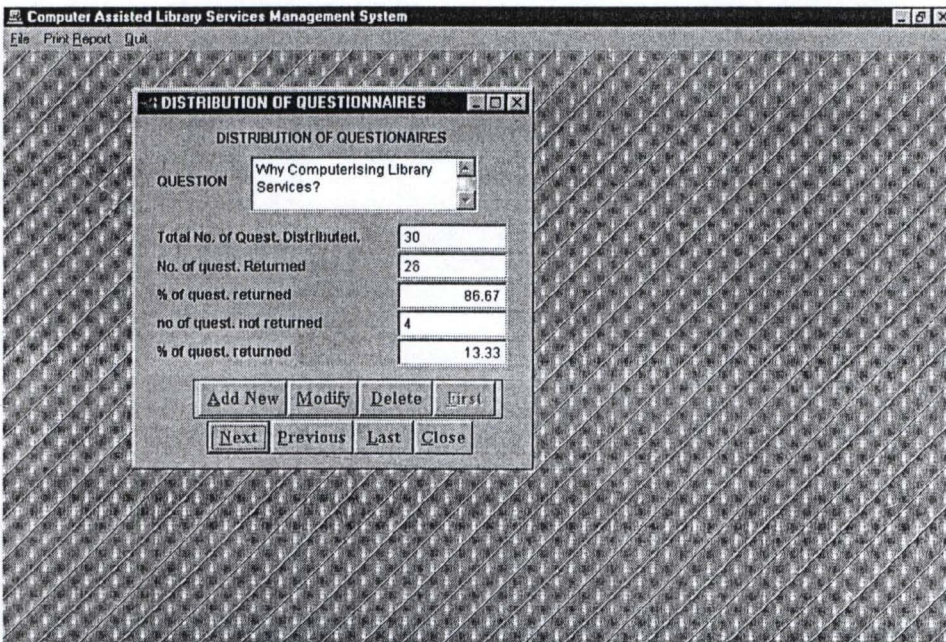 Computer Assisted Library Services Management System
File Print Report Quit
DISTRIBUTION OF QUESTIONNAIRES
DISTRIBUTION OF QUESTIONAIRES
QUESTION
Why Computerising Library
Services?
Total No. of Quest. Distributed. 30
No. of quest. Returned 26
% of quest. returned 86.67
no of quest. not returned 4
% of quest. returned 13.33
Add New Modify Delete First
Next Previous Last Close